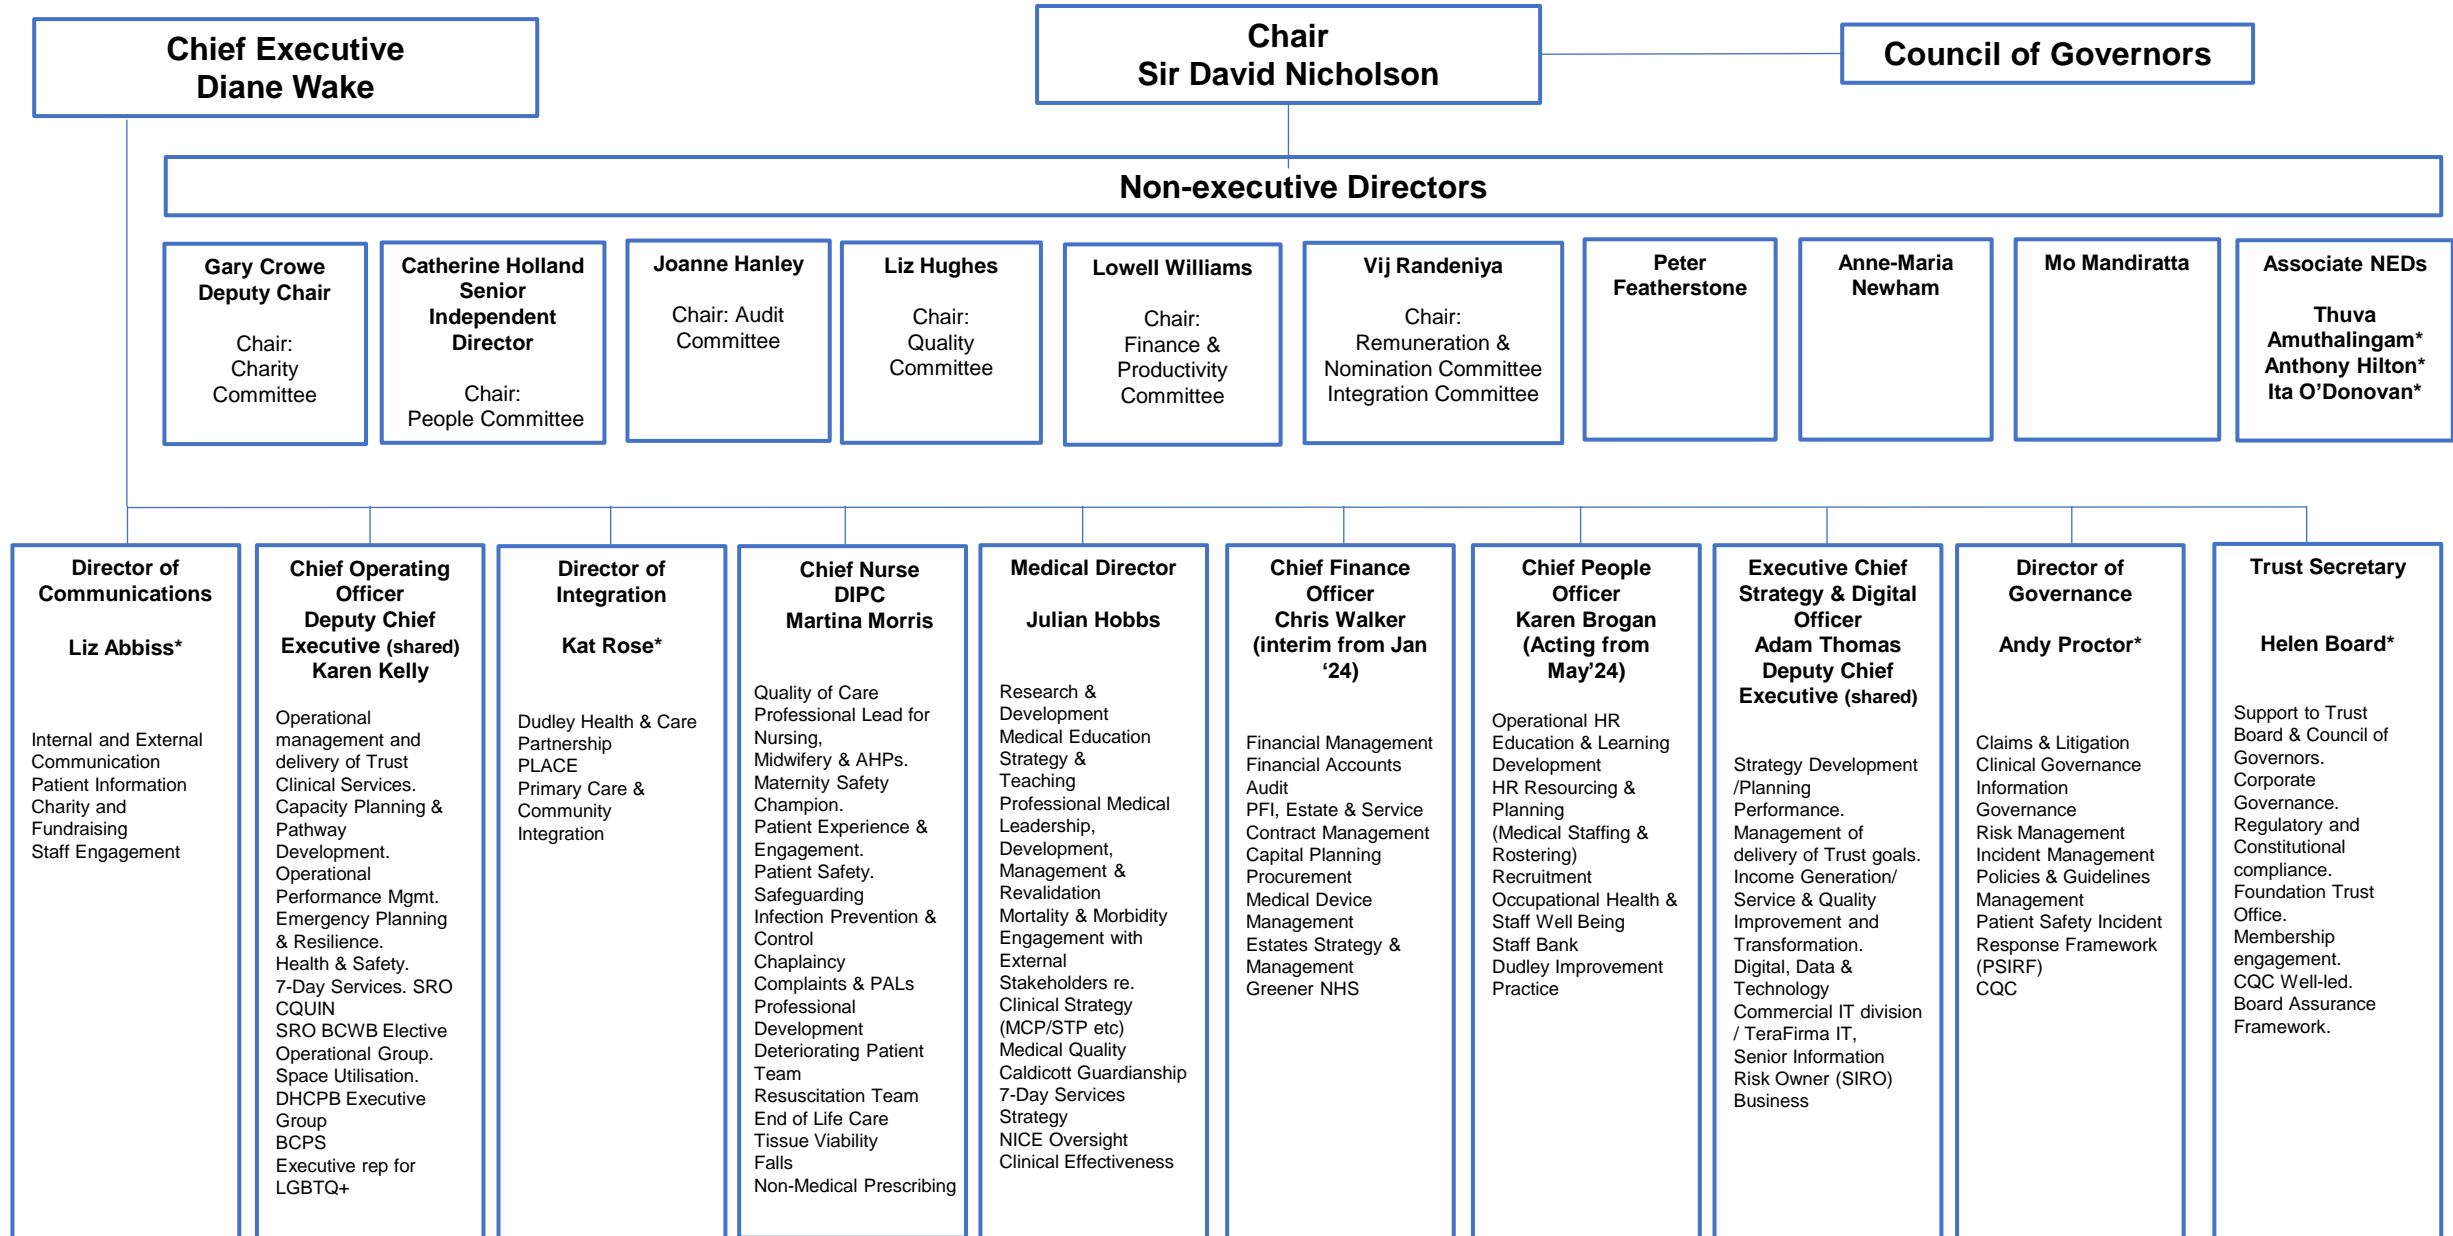 Chief Executive
Diane Wake
Chair
Sir David Nicholson
Council of Governors
Non-executive Directors
Gary Crowe
Deputy Chair
Chair:
Charity
Committee
Catherine Holland
Senior
Independent
Director
Chair:
People Committee
Joanne Hanley
Chair: Audit
Committee
Liz Hughes
Chair:
Quality
Committee
Lowell Williams
Chair:
Finance &
Productivity
Committee
Vij Randeniya
Chair:
Remuneration &
Nomination Committee
Integration Committee
Peter
Featherstone
Anne-Maria
Newham
Mo Mandiratta
Associate NEDs
Thuva
Amuthalingam*
Anthony Hilton*
Ita O’Donovan*
Director of
Communications
Liz Abbiss*
Internal and External
Communication
Patient Information
Charity and
Fundraising
Staff Engagement
Chief Operating
Officer
Deputy Chief
Executive (shared)
Karen Kelly
Operational
management and
delivery of Trust
Clinical Services.
Capacity Planning &
Pathway
Development.
Operational
Performance Mgmt.
Emergency Planning
& Resilience.
Health & Safety.
7-Day Services. SRO
CQUIN
SRO BCWB Elective
Operational Group.
Space Utilisation.
DHCPB Executive
Group
BCPS
Executive rep for
LGBTQ+
Director of
Integration
Kat Rose*
Dudley Health & Care
Partnership
PLACE
Primary Care &
Community
Integration
Chief Nurse
DIPC
Martina Morris
Quality of Care
Professional Lead for
Nursing,
Midwifery & AHPs.
Maternity Safety
Champion.
Patient Experience &
Engagement.
Patient Safety.
Safeguarding
Infection Prevention &
Control
Chaplaincy
Complaints & PALs
Professional
Development
Deteriorating Patient
Team
Resuscitation Team
End of Life Care
Tissue Viability
Falls
Non-Medical Prescribing
Medical Director
Julian Hobbs
Research &
Development
Medical Education
Strategy &
Teaching
Professional Medical
Leadership,
Development,
Management &
Revalidation
Mortality & Morbidity
Engagement with
External
Stakeholders re.
Clinical Strategy
(MCP/STP etc)
Medical Quality
Caldicott Guardianship
7-Day Services
Strategy
NICE Oversight
Clinical Effectiveness
Chief Finance
Officer
Chris Walker
(interim from Jan
‘24)
Financial Management
Financial Accounts
Audit
PFI, Estate & Service
Contract Management
Capital Planning
Procurement
Medical Device
Management
Estates Strategy &
Management
Greener NHS
Chief People
Officer
Karen Brogan
(Acting from
May’24)
Operational HR
Education & Learning
Development
HR Resourcing &
Planning
(Medical Staffing &
Rostering)
Recruitment
Occupational Health &
Staff Well Being
Staff Bank
Dudley Improvement
Practice
Executive Chief
Strategy & Digital
Officer
Adam Thomas
Deputy Chief
Executive (shared)
Strategy Development
/Planning
Performance.
Management of
delivery of Trust goals.
Income Generation/
Service & Quality
Improvement and
Transformation.
Digital, Data &
Technology
Commercial IT division
/ TeraFirma IT,
Senior Information
Risk Owner (SIRO)
Business
Director of
Governance
Andy Proctor*
Claims & Litigation
Clinical Governance
Information
Governance
Risk Management
Incident Management
Policies & Guidelines
Management
Patient Safety Incident
Response Framework
(PSIRF)
CQC
Trust Secretary
Helen Board*
Support to Trust
Board & Council of
Governors.
Corporate
Governance.
Regulatory and
Constitutional
compliance.
Foundation Trust
Office.
Membership
engagement.
CQC Well-led.
Board Assurance
Framework.